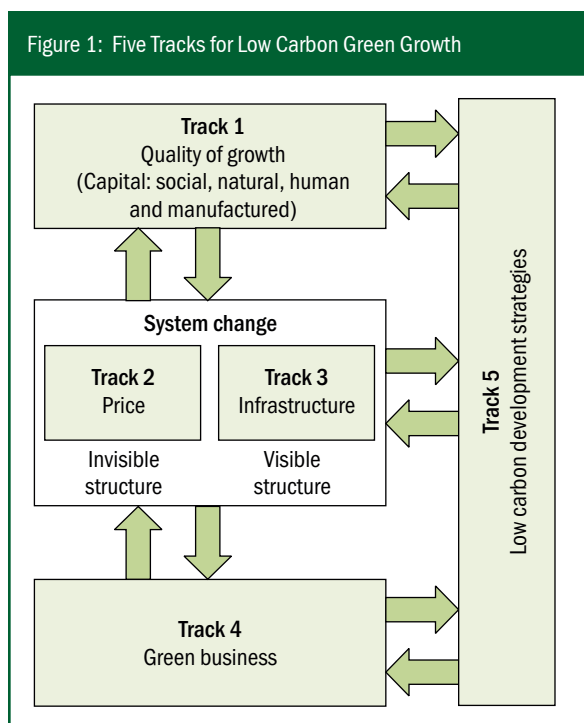 Figure 1: Five Tracks for Low Carbon Green Growth
Track 1
Quality of growth
(Capital: social, natural, human
and manufactured)
System change
Track 2
Price
Track 3
Infrastructure
Invisible
structure
Visible
structure
Track 4
Green business
Track 5
Low carbon development strategies